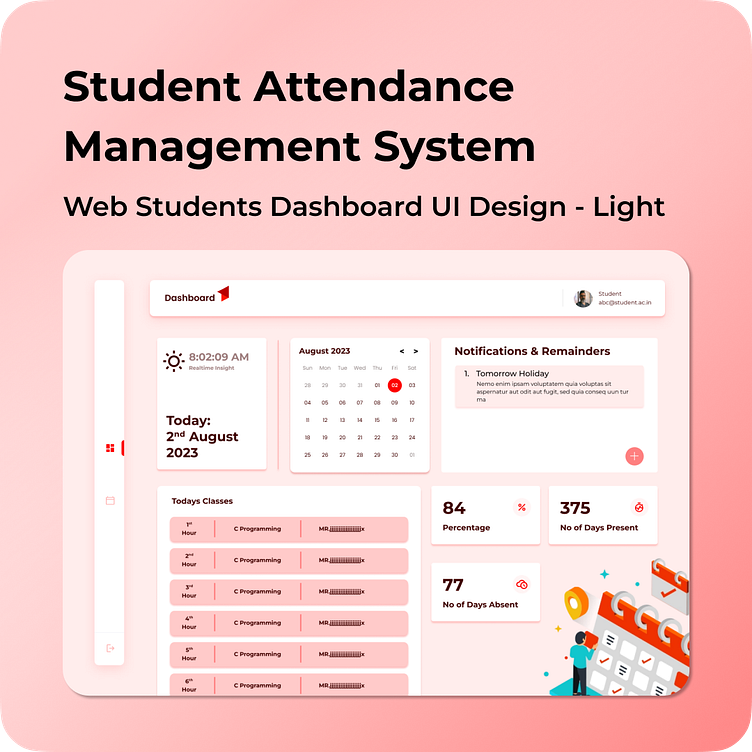 Student Attendance
Management System
Web Students Dashboard UI Design - Light
Dashboard
Student
abc@student.ac.in
8:02:09 AM
Realtime Insight
Today:
2nd August
2023
August 2023 < >
Sun Mon Tue Wed Thu Fri Sat
28 29 30 31 01 02 03
04 05 06 07 08 09 10
11 12 13 14 15 16 17
18 19 20 21 22 23 24
25 26 27 28 29 30 01
Notifications & Remainders
1. Tomorrow Holiday
Nemo enim ipsam voluptatem quia voluptas sit
aspernatur aut odit aut fugit, sed quia conseq uun tur
ma
Todays Classes
1st Hour C Programming
2nd Hour C Programming
3rd Hour C Programming
4th Hour C Programming
5th Hour C Programming
6th Hour C Programming
84 %
Percentage
375
No of Days Present
77
No of Days Absent